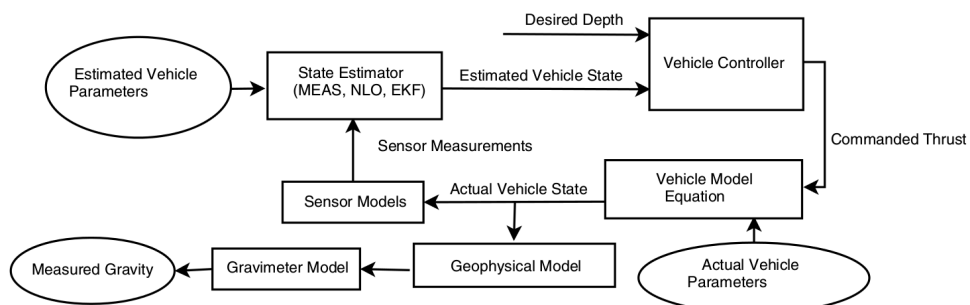 Desired Depth
Estimated Vehicle
Parameters
State Estimator
(MEAS, NLO, EKF)
Estimated Vehicle State
Vehicle Controller
Sensor Measurements
Commanded Thrust
Sensor Models
Actual Vehicle State
Vehicle Model
Equation
Measured Gravity
Gravimeter Model
Geophysical Model
Actual Vehicle
Parameters